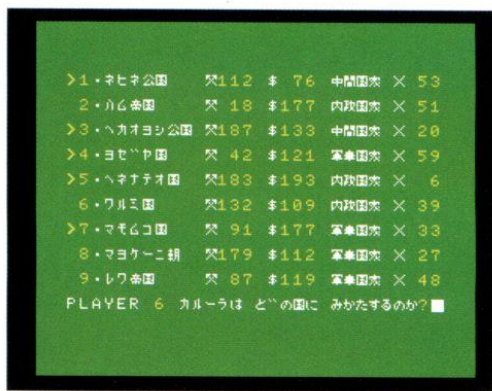 >1・ネヒネ公国 ⚒112 $ 76 中間国家 × 53
2・ハム帝国 ⚒ 18 $177 内政国家 × 51
>3・ヘカオヨシ公国 ⚒187 $133 中間国家 × 20
>4・ヨゼヤ国 ⚒ 42 $121 軍事国家 × 59
>5・ヘネナテオ国 ⚒183 $193 内政国家 × 6
6・ワルミ国 ⚒132 $109 内政国家 × 39
>7・マモムコ国 ⚒ 91 $177 軍事国家 × 33
8・マヨケーニ朝 ⚒179 $112 軍事国家 × 27
9・レワ帝国 ⚒ 87 $119 軍事国家 × 48
PLAYER 6 カルーラは どの国に みかたするのか?